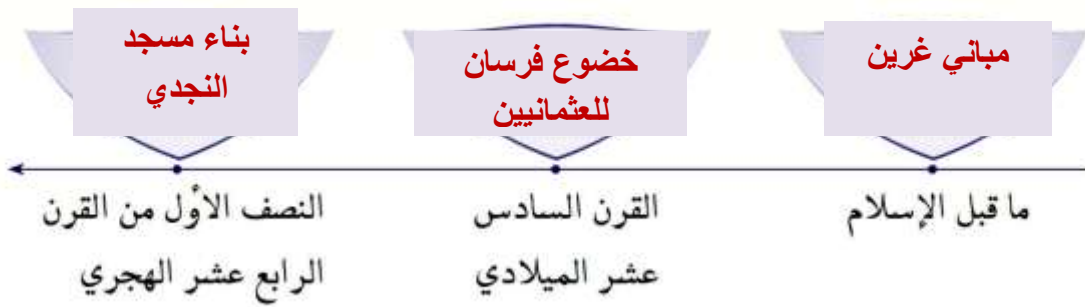 مباني غرين
خضوع فرسان
للعثمانيين
بناء مسجد
النجدي
ما قبل الإسلام
القرن السادس
عشر الميلادي
النصف الأول من القرن
الرابع عشر الهجري